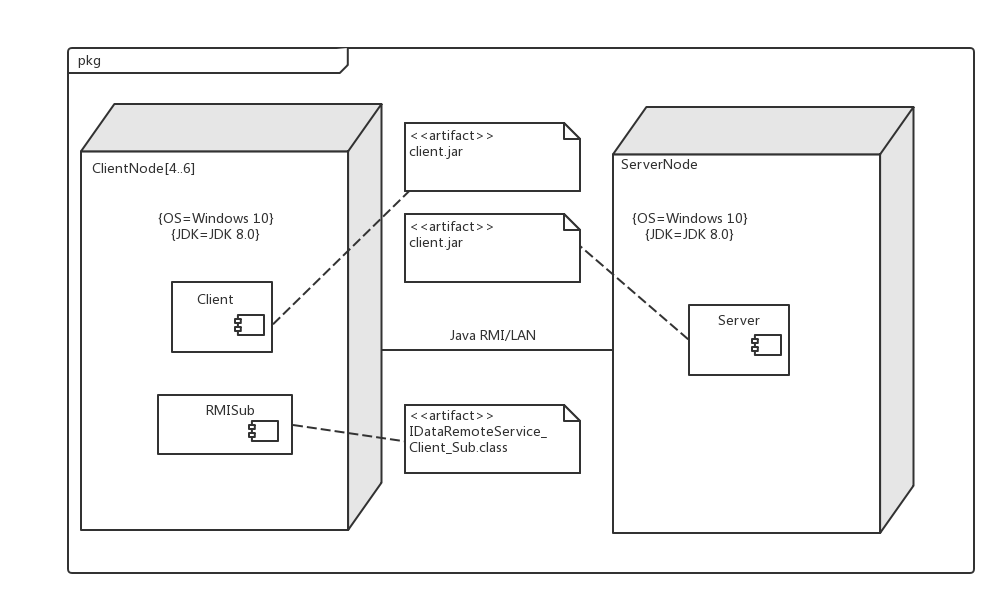 pkg
ClientNode[4..6]
{OS=Windows 10}
{JDK=JDK 8.0}
Client
RMISub
<<artifact>>
client.jar
<<artifact>>
client.jar
Java RMI/LAN
<<artifact>>
IDataRemoteService_
Client_Sub.class
ServerNode
{OS=Windows 10}
{JDK=JDK 8.0}
Server